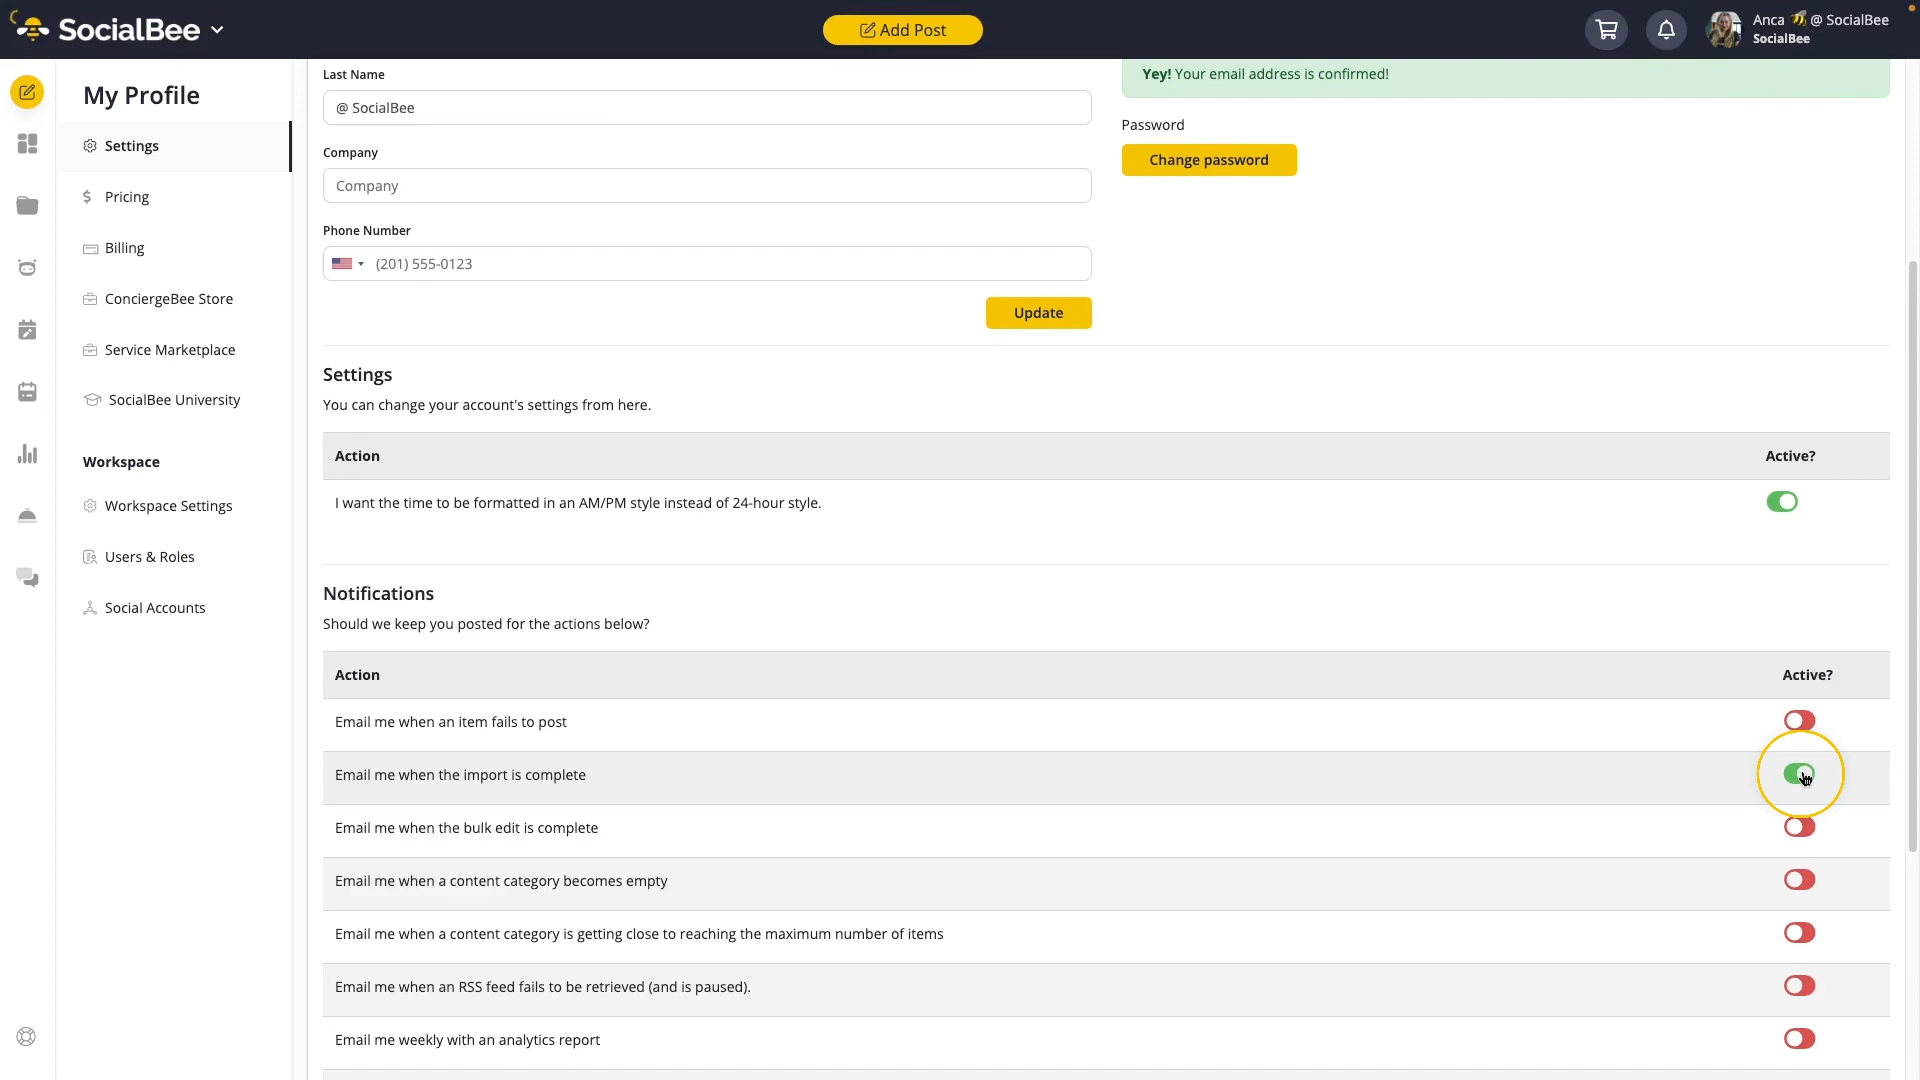 SocialBee
Add Post
Anca @ SocialBee
SocialBee
My Profile
Settings
Pricing
Billing
ConciergeBee Store
Service Marketplace
SocialBee University
Workspace
Workspace Settings
Users & Roles
Social Accounts
Last Name
@ SocialBee
Company
Company
Phone Number
(201) 555-0123
Update
Yey! Your email address is confirmed!
Password
Change password
Settings
You can change your account's settings from here.
Action Active?
I want the time to be formatted in an AM/PM style instead of 24-hour style.
Notifications
Should we keep you posted for the actions below?
Action Active?
Email me when an item fails to post
Email me when the import is complete
Email me when the bulk edit is complete
Email me when a content category becomes empty
Email me when a content category is getting close to reaching the maximum number of items
Email me when an RSS feed fails to be retrieved (and is paused).
Email me weekly with an analytics report